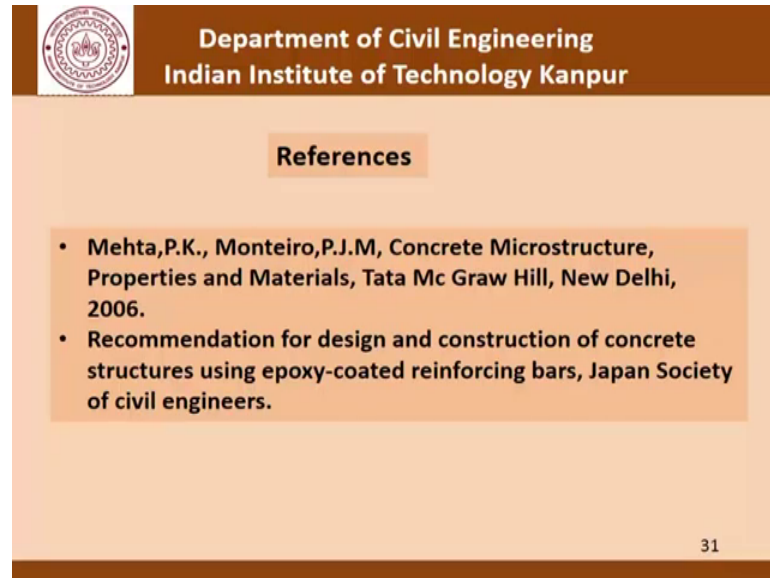 Department of Civil Engineering
Indian Institute of Technology Kanpur
References
• Mehta,P.K., Monteiro,P.J.M, Concrete Microstructure,
Properties and Materials, Tata Mc Graw Hill, New Delhi,
2006.
• Recommendation for design and construction of concrete
structures using epoxy-coated reinforcing bars, Japan Society
of civil engineers.
31